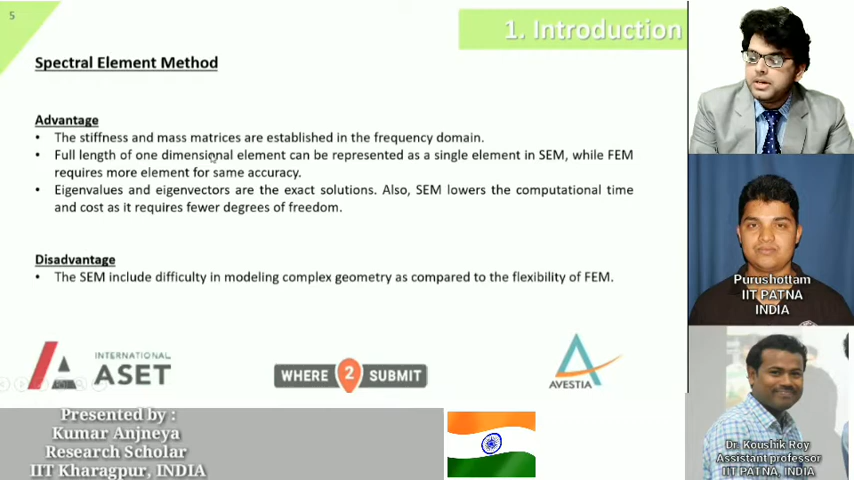 5
1. Introduction
Spectral Element Method
Advantage
• The stiffness and mass matrices are established in the frequency domain.
• Full length of one dimensional element can be represented as a single element in SEM, while FEM
requires more element for same accuracy.
• Eigenvalues and eigenvectors are the exact solutions. Also, SEM lowers the computational time
and cost as it requires fewer degrees of freedom.
Disadvantage
• The SEM include difficulty in modeling complex geometry as compared to the flexibility of FEM.
INTERNATIONAL
ASET
WHERE 2 SUBMIT
AVESTIA
Purushottam
IIT PATNA
INDIA
Presented by :
Kumar Anjneya
Research Scholar
IIT Kharagpur, INDIA
Dr. Koushik Roy
Assistant professor
IIT PATNA, INDIA